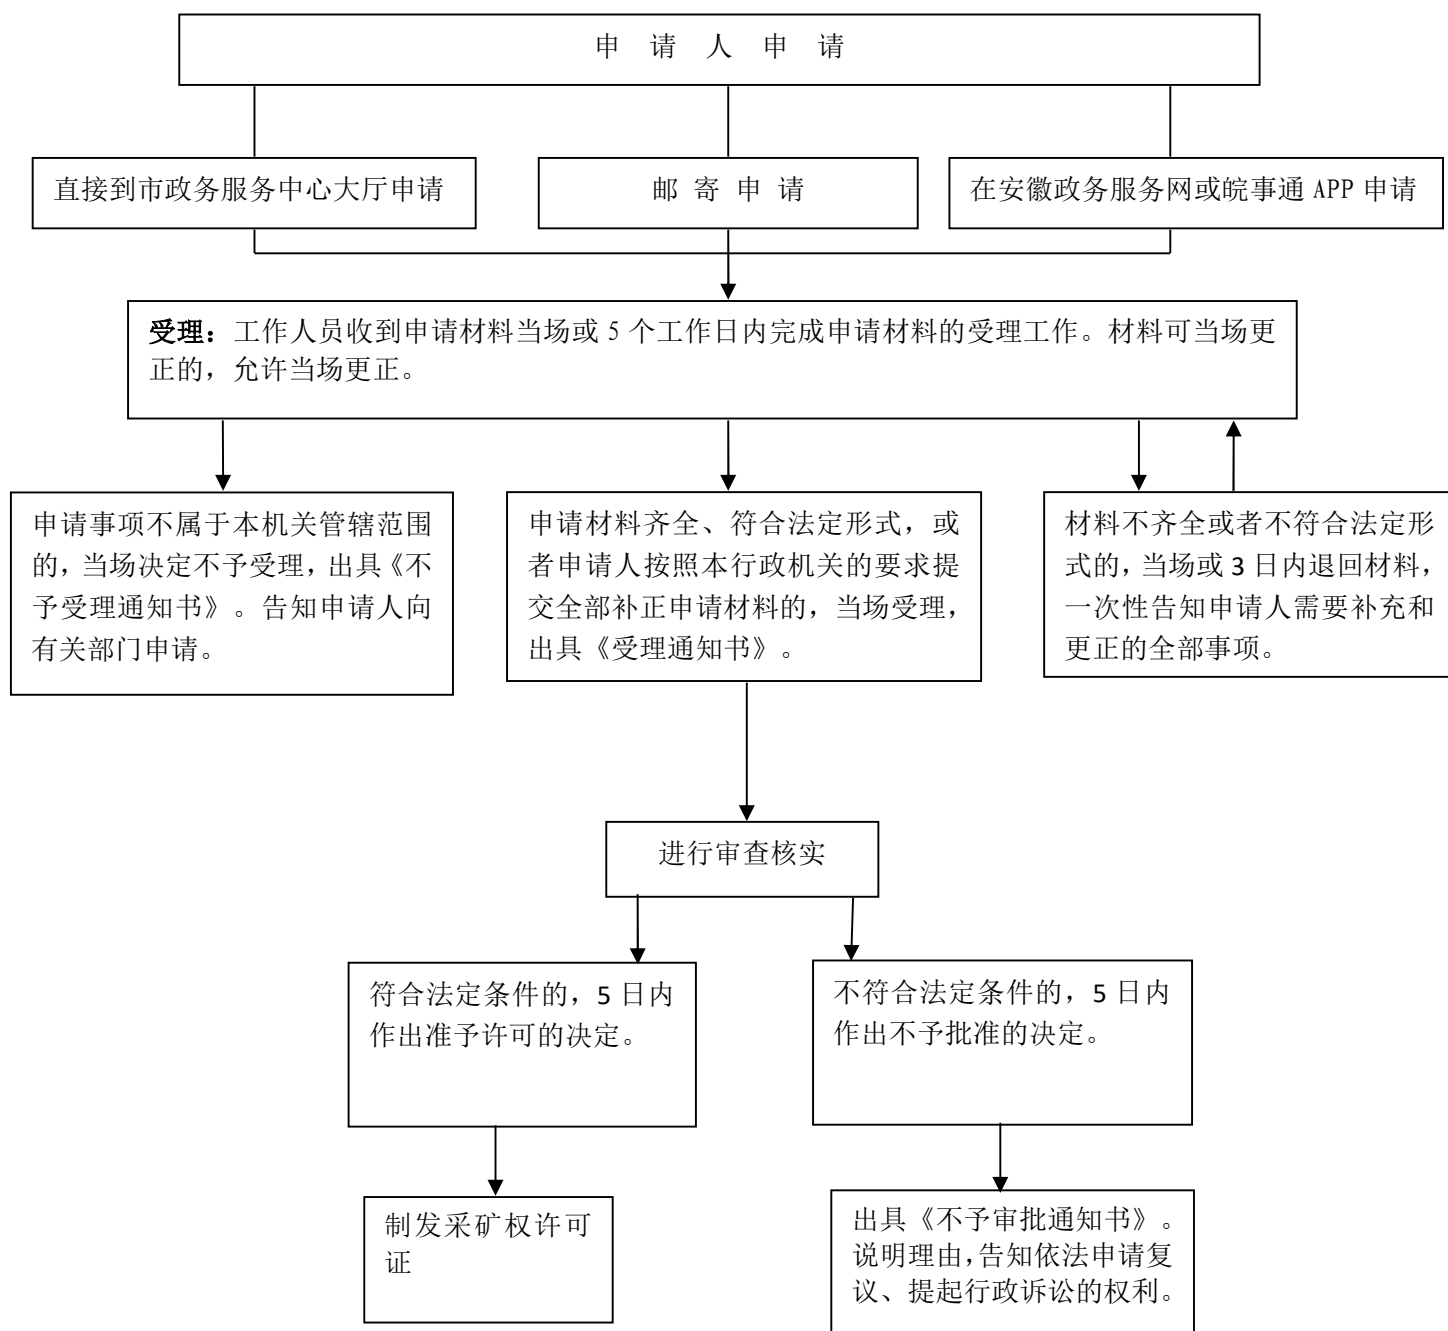 申 请 人 申 请
直接到市政务服务中心大厅申请
邮 寄 申 请
在安徽政务服务网或皖事通 APP 申请
受理：工作人员收到申请材料当场或 5 个工作日内完成申请材料的受理工作。材料可当场更
正的，允许当场更正。
申请事项不属于本机关管辖范围
的，当场决定不予受理，出具《不
予受理通知书》。告知申请人向
有关部门申请。
申请材料齐全、符合法定形式，或
者申请人按照本行政机关的要求提
交全部补正申请材料的，当场受理，
出具《受理通知书》。
材料不齐全或者不符合法定形
式的，当场或 3 日内退回材料，
一次性告知申请人需要补充和
更正的全部事项。
进行审查核实
符合法定条件的，5 日内
作出准予许可的决定。
不符合法定条件的，5 日内
作出不予批准的决定。
制发采矿权许可
证
出具《不予审批通知书》。
说明理由，告知依法申请复
议、提起行政诉讼的权利。